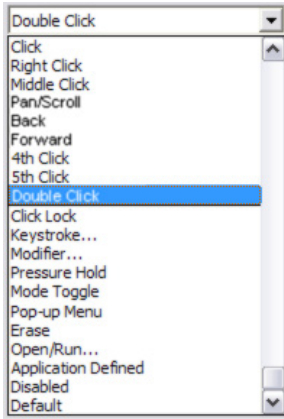 Double Click
Click
Right Click
Middle Click
Pan/Scroll
Back
Forward
4th Click
5th Click
Double Click
Click Lock
Keystroke...
Modifier...
Pressure Hold
Mode Toggle
Pop-up Menu
Erase
Open/Run...
Application Defined
Disabled
Default